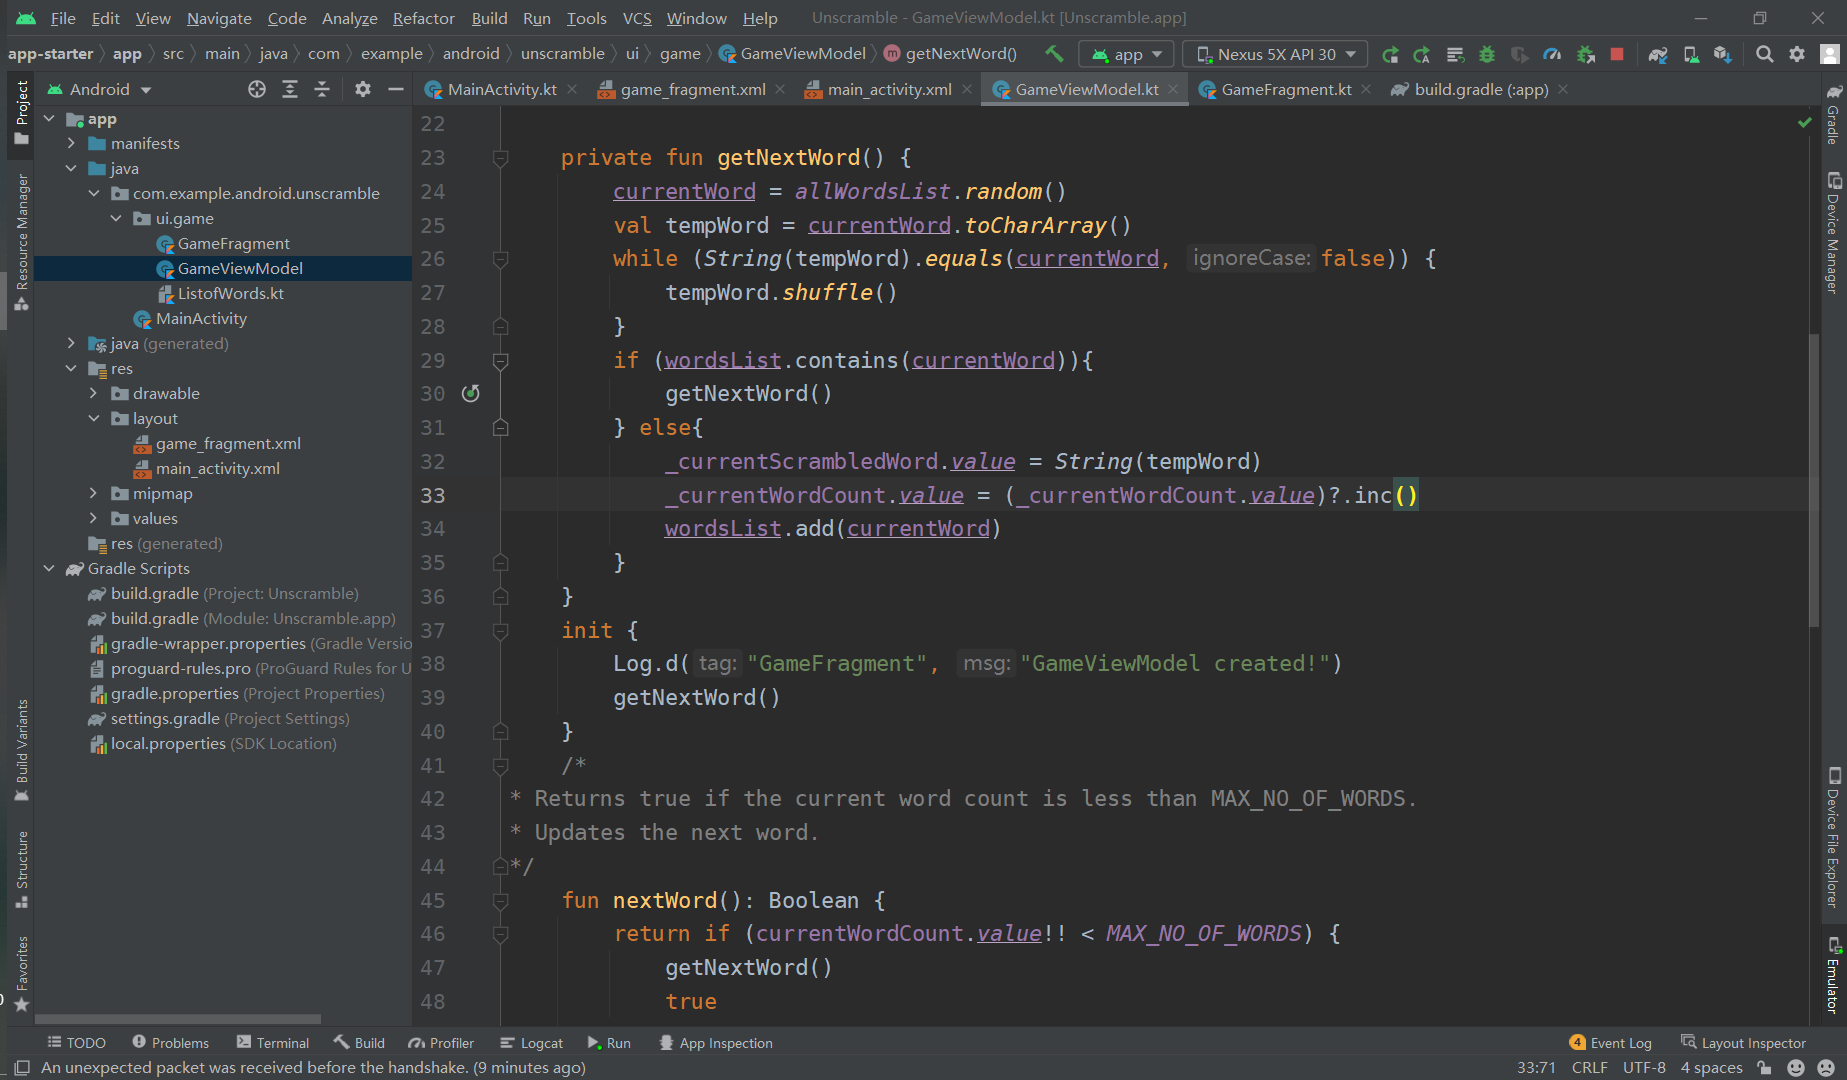 File Edit View Navigate Code Analyze Refactor Build Run Tools VCS Window Help Unscramble - GameViewModel.kt [Unscramble.app]
app-starter app src main java com example android unscramble ui game GameViewModel getNextWord() app Nexus 5X API 30
Android
MainActivity.kt game_fragment.xml main_activity.xml GameViewModel.kt GameFragment.kt build.gradle (:app)
Project
Resource Manager
Build Variants
Structure
Favorites
app
manifests
java
com.example.android.unscramble
ui.game
GameFragment
GameViewModel
ListofWords.kt
MainActivity
java (generated)
res
drawable
layout
game_fragment.xml
main_activity.xml
mipmap
values
res (generated)
Gradle Scripts
build.gradle (Project: Unscramble)
build.gradle (Module: Unscramble.app)
gradle-wrapper.properties (Gradle Versio
proguard-rules.pro (ProGuard Rules for U
gradle.properties (Project Properties)
settings.gradle (Project Settings)
local.properties (SDK Location)
22
23 private fun getNextWord() {
24 currentWord = allWordsList.random()
25 val tempWord = currentWord.toCharArray()
26 while (String(tempWord).equals(currentWord, ignoreCase: false)) {
27 tempWord.shuffle()
28 }
29 if (wordsList.contains(currentWord)){
30 getNextWord()
31 } else{
32 _currentScrambledWord.value = String(tempWord)
33 _currentWordCount.value = (_currentWordCount.value)?.inc()
34 wordsList.add(currentWord)
35 }
36 }
37 init {
38 Log.d( tag: "GameFragment", msg: "GameViewModel created!")
39 getNextWord()
40 }
41 /*
42 * Returns true if the current word count is less than MAX_NO_OF_WORDS.
43 * Updates the next word.
44 */
45 fun nextWord(): Boolean {
46 return if (currentWordCount.value!! < MAX_NO_OF_WORDS) {
47 getNextWord()
48 true
Gradle
Device Manager
Device File Explorer
Emulator
TODO Problems Terminal Build Profiler Logcat Run App Inspection 4 Event Log Layout Inspector
An unexpected packet was received before the handshake. (9 minutes ago) 33:71 CRLF UTF-8 4 spaces